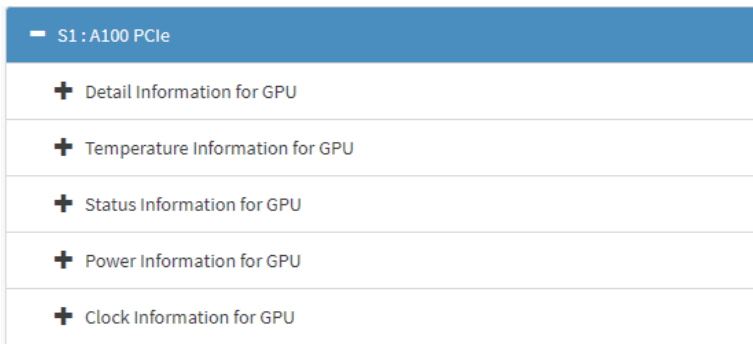 S1 : A100 PCIe
Detail Information for GPU
Temperature Information for GPU
Status Information for GPU
Power Information for GPU
Clock Information for GPU